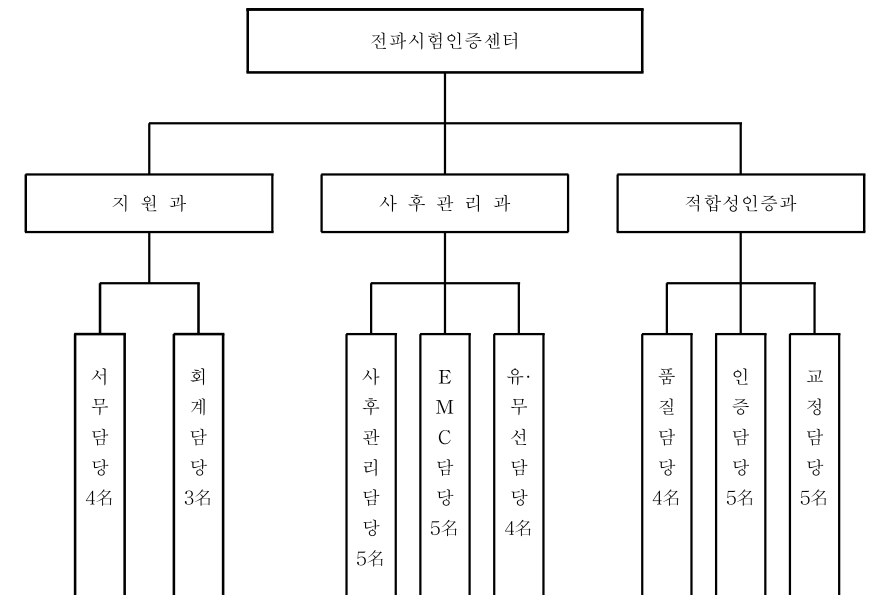 전파시험인증센터
지 원 과
사 후 관 리 과
적합성인증과
서무담당 4名
회계담당 3名
사후관리담당 5名
EMC담당 5名
유·무선담당 4名
품질담당 4名
인증담당 5名
교정담당 5名